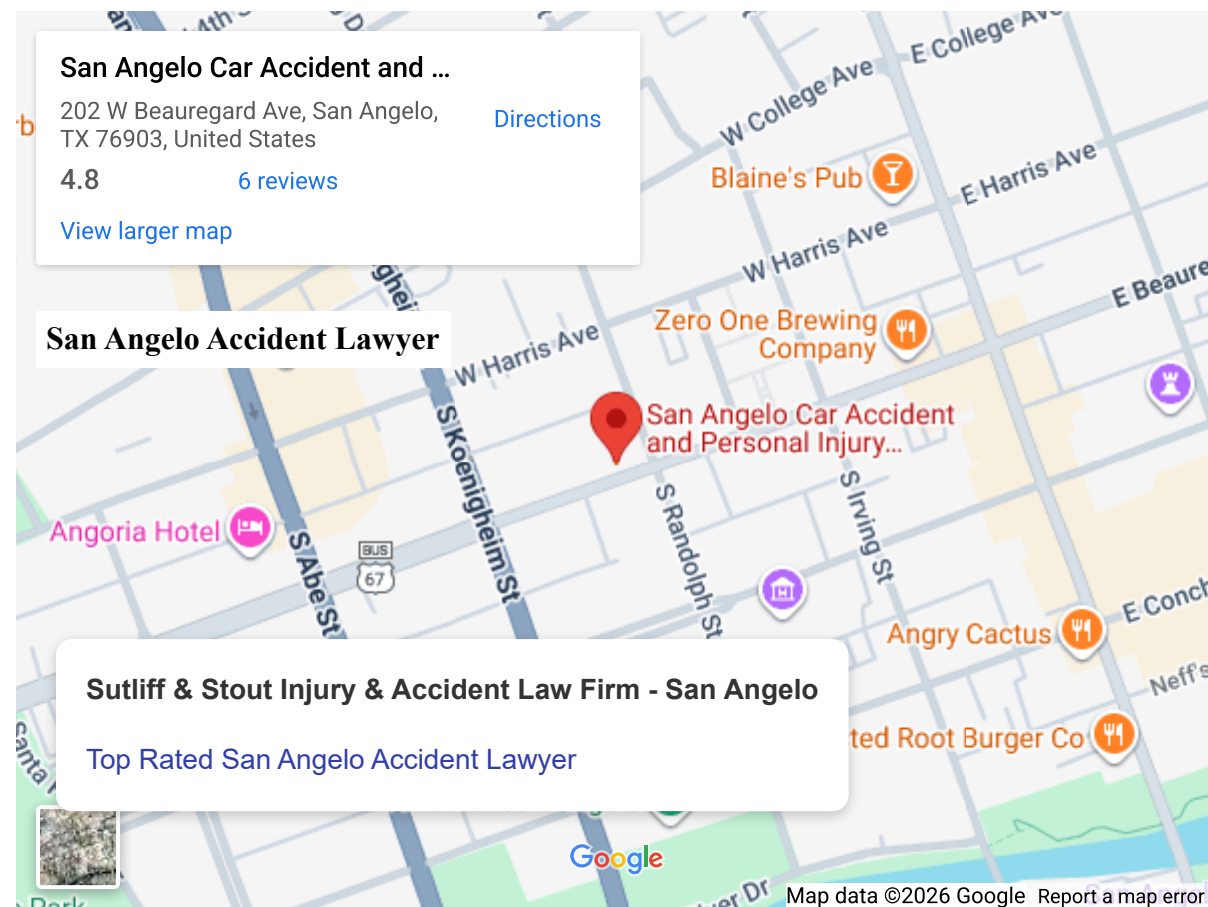 San Angelo Car Accident and ...
202 W Beauregard Ave, San Angelo,
TX 76903, United States
Directions
4.8
6 reviews
View larger map
W College Ave
E College Ave
Blaine's Pub
E Harris Ave
W Harris Ave
Zero One Brewing
Company
E Beaure
San Angelo Accident Lawyer
W Harris Ave
San Angelo Car Accident
and Personal Injury...
S Koenigheim St
S Irving St
S Randolph St
Angoria Hotel
S Abe St
BUS
67
Angry Cactus
E Conch
Neff's
ted Root Burger Co
Sutliff & Stout Injury & Accident Law Firm - San Angelo
Top Rated San Angelo Accident Lawyer
Santa
Google
Park
ver Dr
Map data ©2026 Google
Report a map error